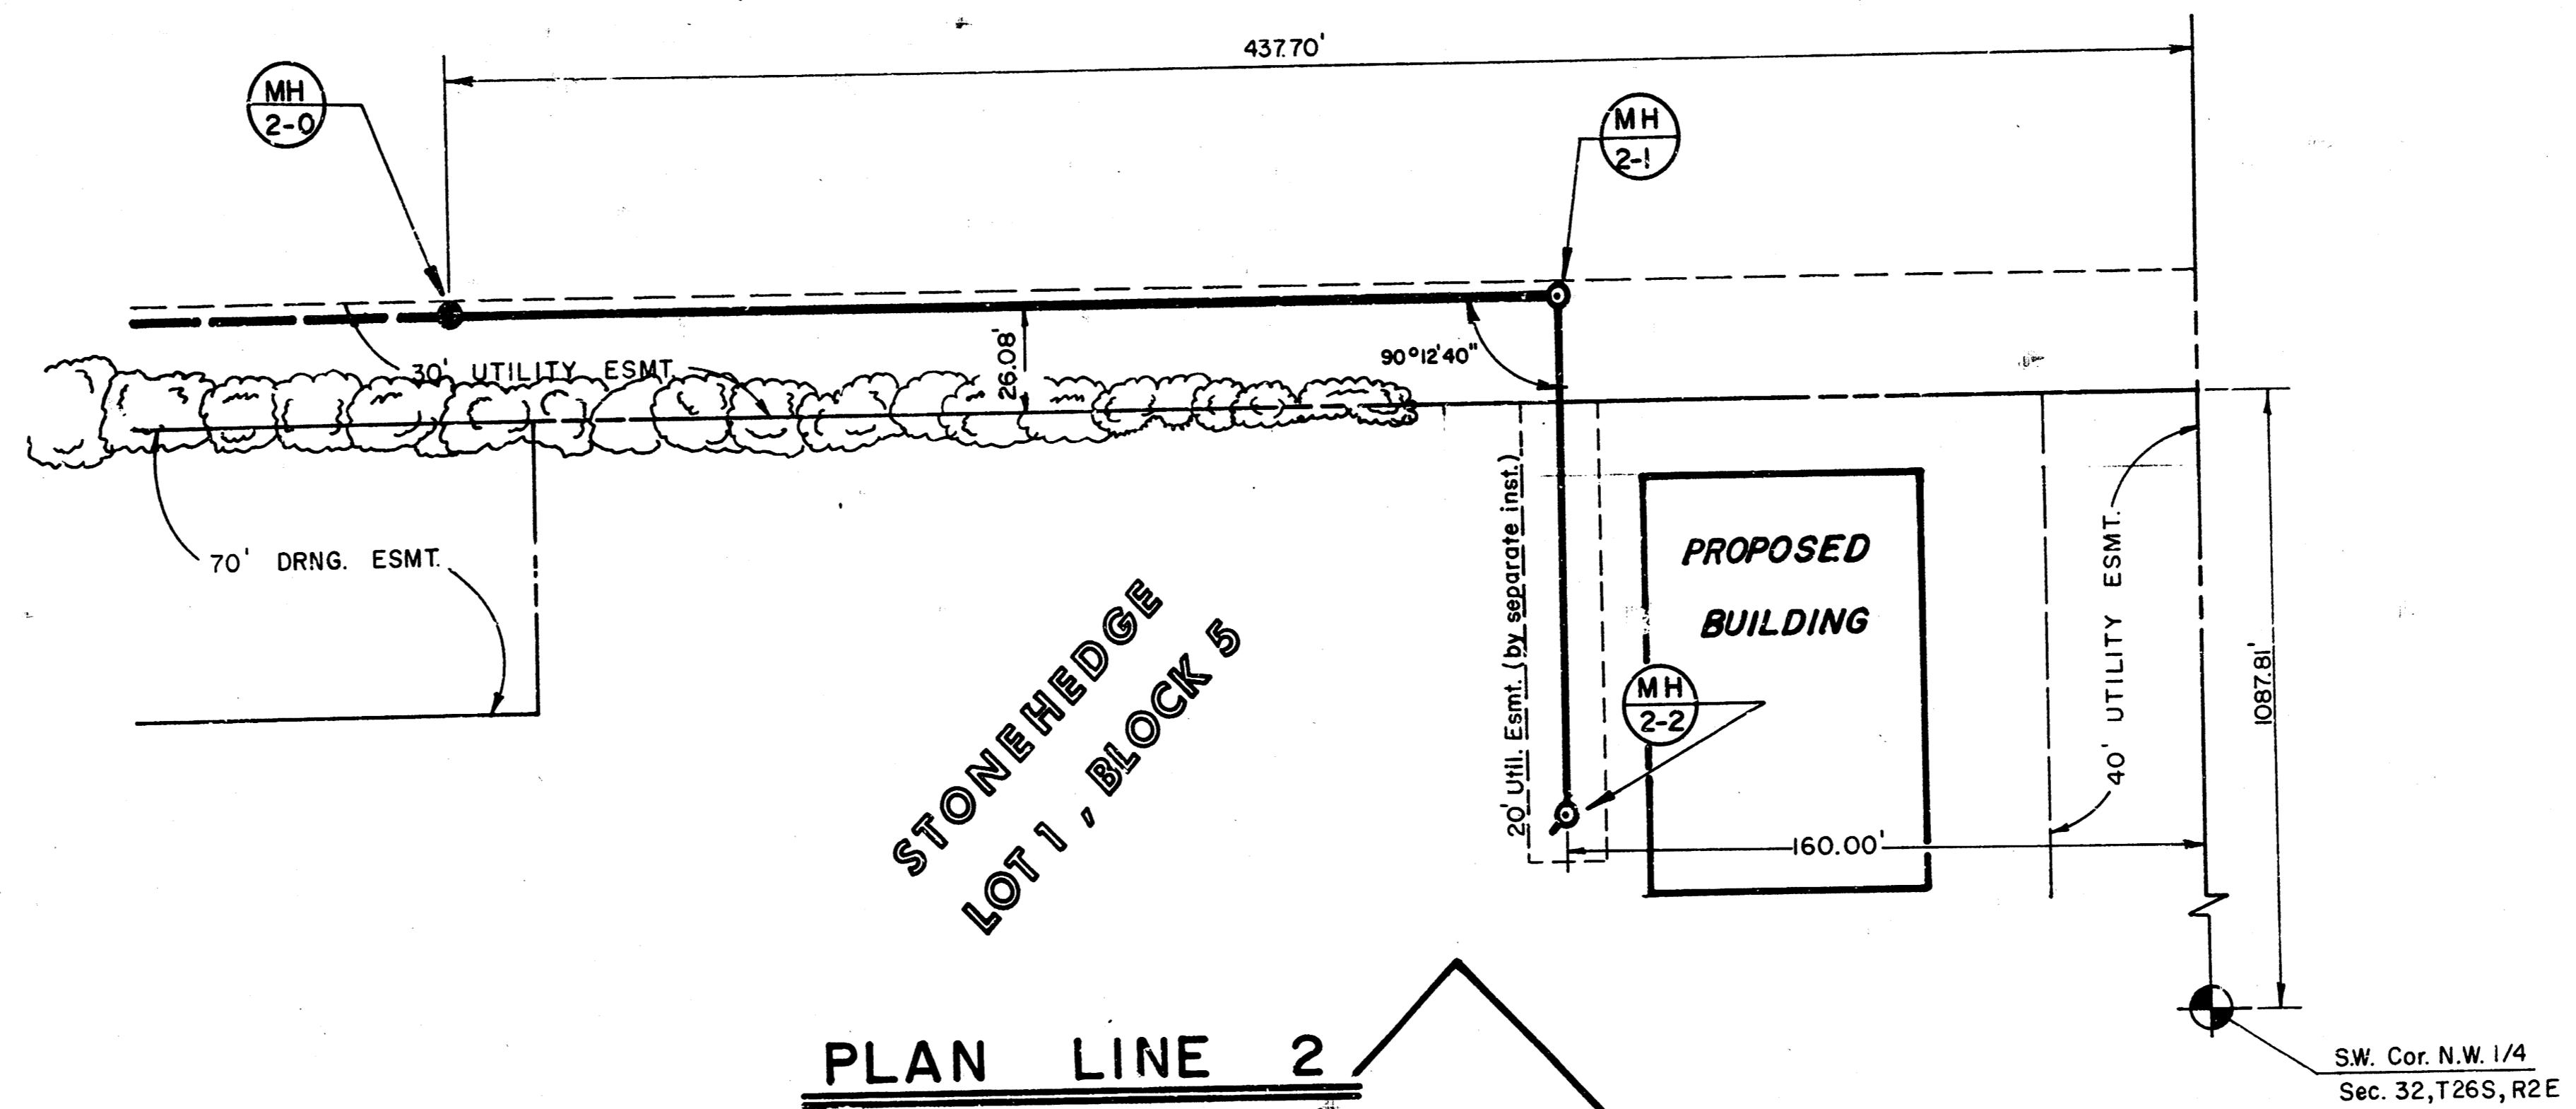 437.70'
MH
2-0
MH
2-1
30' UTILITY ESMT.
26.08'
90°12'40"
70' DRNG. ESMT.
20' Util. Esmt. (by separate inst.)
PROPOSED
BUILDING
MH
2-2
40' UTILITY ESMT.
1087.81'
160.00'
STONEHEDGE
LOT 1 , BLOCK 5
PLAN LINE 2
S.W. Cor. N.W. 1/4
Sec. 32, T26S, R2E